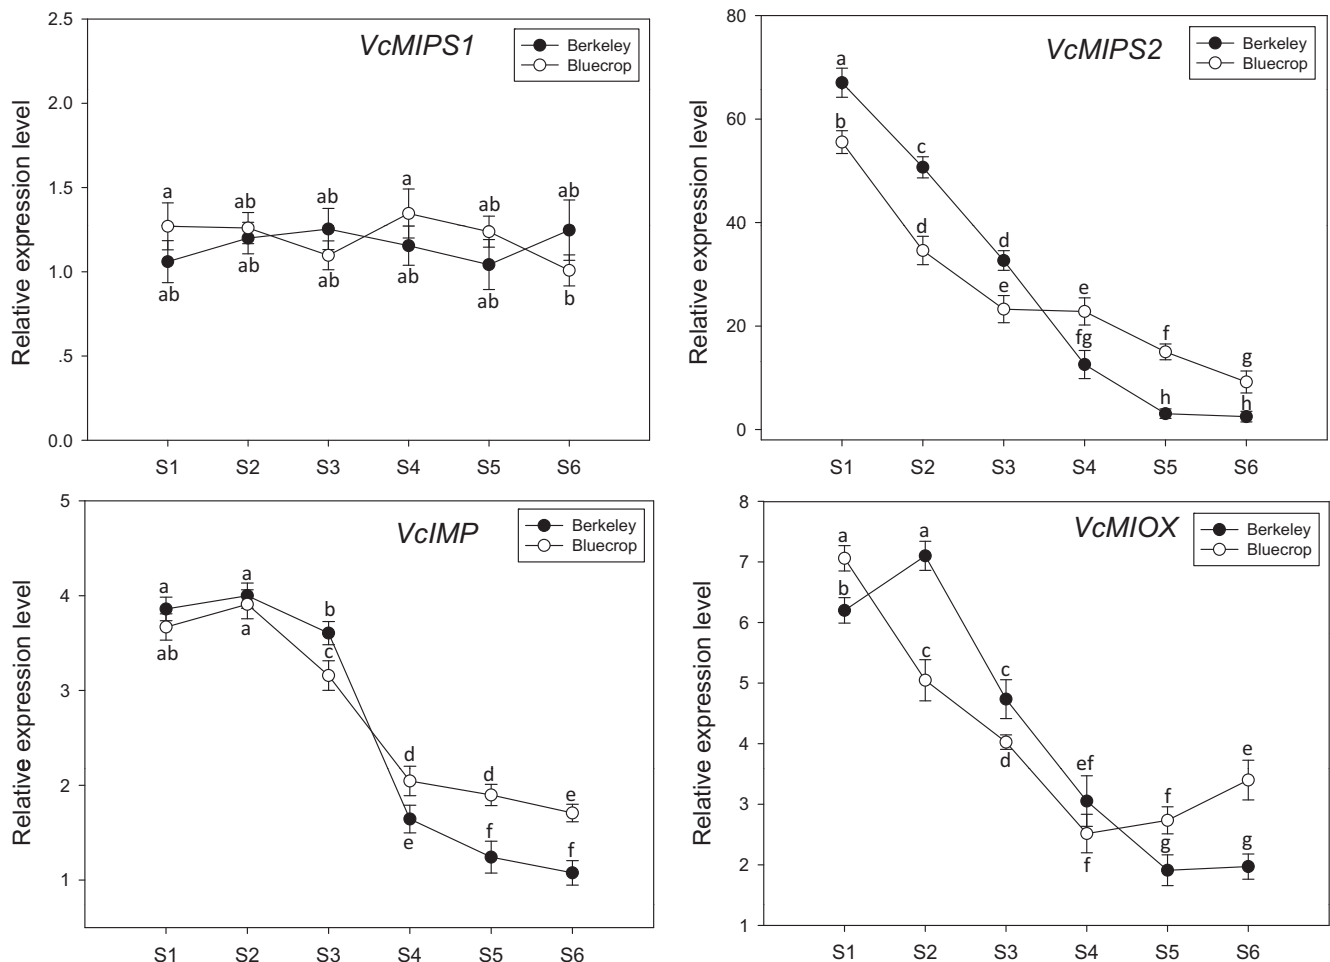 VcMIPS1
Berkeley
Bluecrop
Relative expression level
2.5
2.0
1.5
1.0
.5
0.0
a ab ab a ab ab
ab ab ab ab ab b
S1 S2 S3 S4 S5 S6
VcMIPS2
Berkeley
Bluecrop
Relative expression level
80
60
40
20
0
a
b
c
d
d
e
e
fg
f
h
g
h
S1 S2 S3 S4 S5 S6
VcIMP
Berkeley
Bluecrop
Relative expression level
5
4
3
2
1
a
ab
a
a
b
c
d
e
d
f
e
f
S1 S2 S3 S4 S5 S6
VcMIOX
Berkeley
Bluecrop
Relative expression level
8
7
6
5
4
3
2
1
a
b
a
c
c
d
ef
f
f
g
e
g
S1 S2 S3 S4 S5 S6